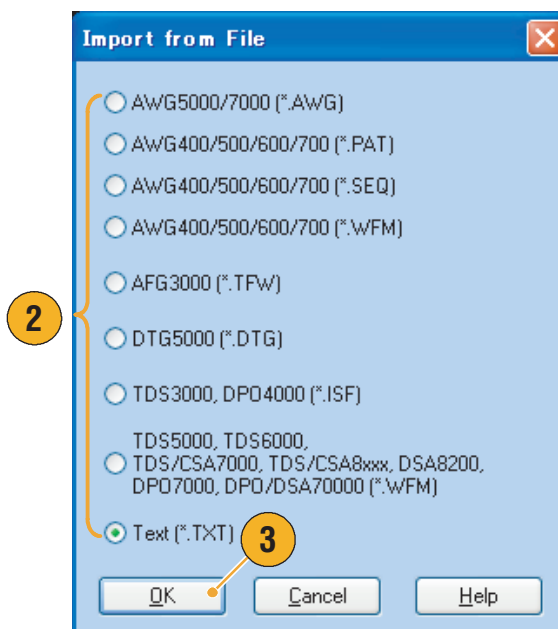 Import from File
AWG5000/7000 (*.AWG)
AWG400/500/600/700 (*.PAT)
AWG400/500/600/700 (*.SEQ)
AWG400/500/600/700 (*.WFM)
2
AFG3000 (*.TFW)
DTG5000 (*.DTG)
TDS3000, DPO4000 (*.ISF)
TDS5000, TDS6000,
TDS/CSA7000, TDS/CSA8xxx, DSA8200,
DPO7000, DPO/DSA70000 (*.WFM)
Text (*.TXT)
3
OK Cancel Help